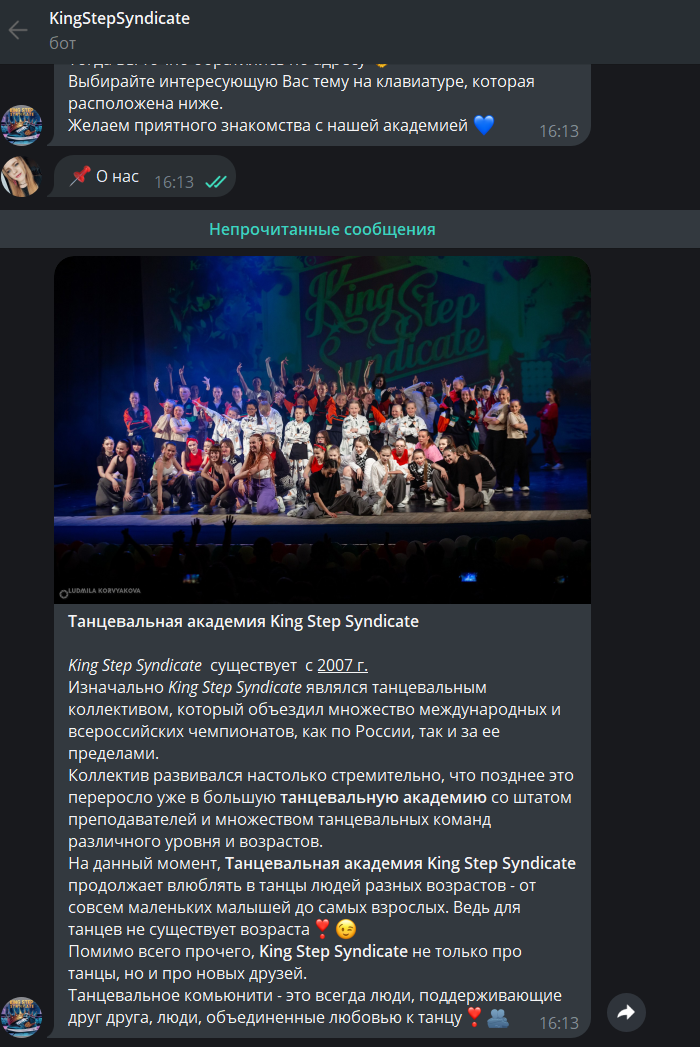 KingStepSyndicate
бот
Тогда Вы точно обратились по адресу
Выбирайте интересующую Вас тему на клавиатуре, которая
расположена ниже.
Желаем приятного знакомства с нашей академией 💙 16:13
📌 О нас 16:13
Непрочитанные сообщения
King Step
Syndicate
LUDMILA KORVYAKOVA
Танцевальная академия King Step Syndicate
King Step Syndicate существует с 2007 г.
Изначально King Step Syndicate являлся танцевальным
коллективом, который объездил множество международных и
всероссийских чемпионатов, как по России, так и за ее
пределами.
Коллектив развивался настолько стремительно, что позднее это
переросло уже в большую танцевальную академию со штатом
преподавателей и множеством танцевальных команд
различного уровня и возрастов.
На данный момент, Танцевальная академия King Step Syndicate
продолжает влюблять в танцы людей разных возрастов - от
совсем маленьких малышей до самых взрослых. Ведь для
танцев не существует возраста❣️😉
Помимо всего прочего, King Step Syndicate не только про
танцы, но и про новых друзей.
Танцевальное комьюнити - это всегда люди, поддерживающие
друг друга, люди, объединенные любовью к танцу❣️🫂 16:13